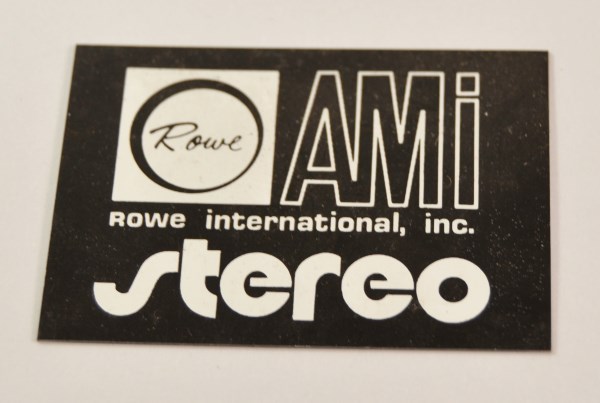 Rowe AMi
Rowe international, inc.
stereo